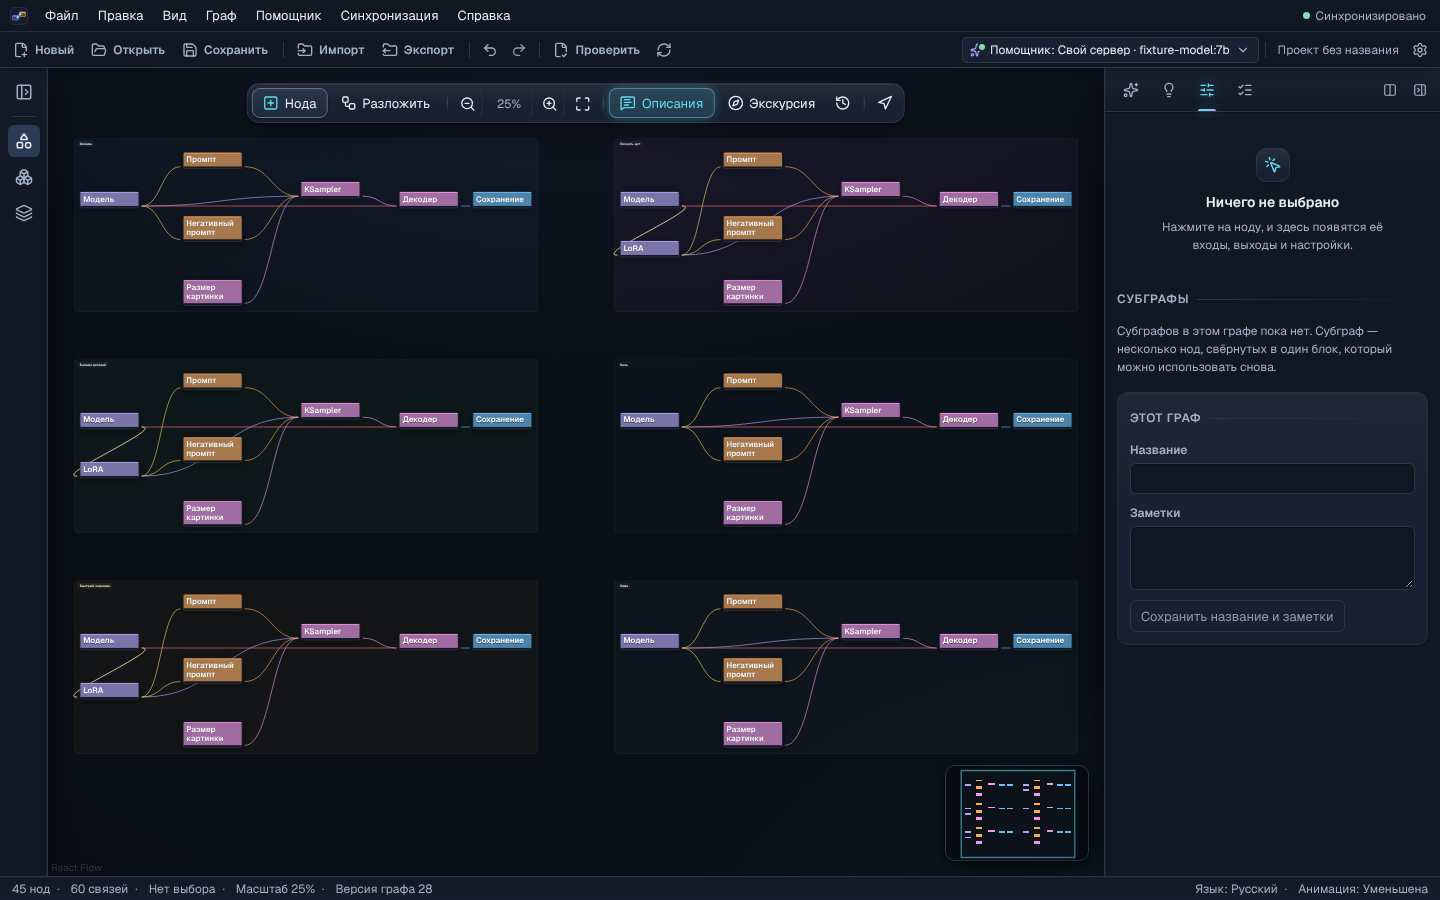 Файл Правка Вид Граф Помощник Синхронизация Справка Синхронизировано
Новый Открыть Сохранить Импорт Экспорт Проверить Помощник: Свой сервер · fixture-model:7b Проект без названия
Нода Разложить 25% Описания Экскурсия
Промпт
KSampler
Модель
Декодер
Сохранение
Негативный
промпт
Размер
картинки
Промпт
KSampler
Модель
Декодер
Сохранение
Негативный
промпт
LoRA
Размер
картинки
Промпт
KSampler
Модель
Декодер
Сохранение
Негативный
промпт
LoRA
Размер
картинки
Промпт
KSampler
Модель
Декодер
Сохранение
Негативный
промпт
Размер
картинки
Промпт
KSampler
Модель
Декодер
Сохранение
Негативный
промпт
LoRA
Размер
картинки
Промпт
KSampler
Модель
Декодер
Сохранение
Негативный
промпт
Размер
картинки
React Flow
Ничего не выбрано
Нажмите на ноду, и здесь появятся её
входы, выходы и настройки.
СУБГРАФЫ
Субграфов в этом графе пока нет. Субграф —
несколько нод, свёрнутых в один блок, который
можно использовать снова.
ЭТОТ ГРАФ
Название
Заметки
Сохранить название и заметки
45 нод · 60 связей · Нет выбора · Масштаб 25% · Версия графа 28
Язык: Русский · Анимация: Уменьшена